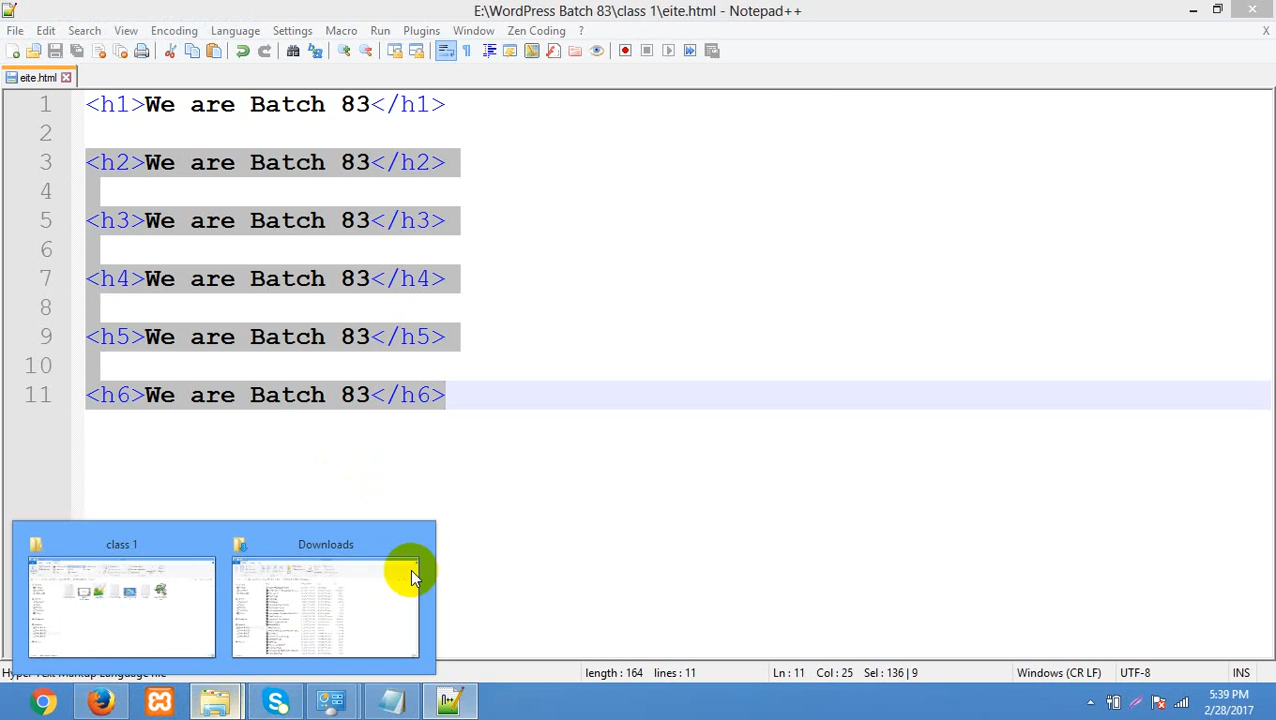 E:\WordPress Batch 83\class 1\eite.html - Notepad++
File Edit Search View Encoding Language Settings Macro Run Plugins Window Zen Coding ? X
eite.html
1 <h1>We are Batch 83</h1>
2
3 <h2>We are Batch 83</h2>
4
5 <h3>We are Batch 83</h3>
6
7 <h4>We are Batch 83</h4>
8
9 <h5>We are Batch 83</h5>
10
11 <h6>We are Batch 83</h6>
class 1 Downloads
Hyper Text Markup Language file length : 164 lines : 11 Ln : 11 Col : 25 Sel : 136 | 9 Windows (CR LF) UTF-8 INS
5:39 PM
2/28/2017